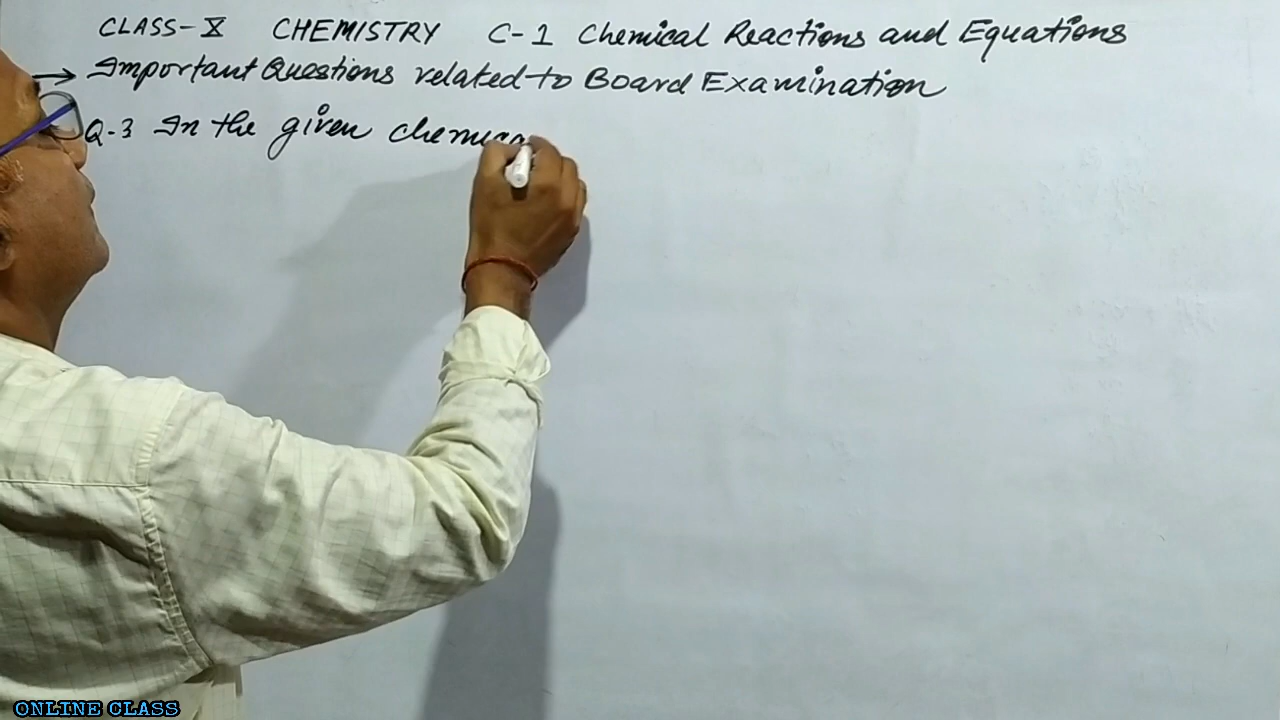 CLASS-X CHEMISTRY C-1 Chemical Reactions and Equations
→ Important Questions related to Board Examination
Q.3 In the given chemica
ONLINE CLASS